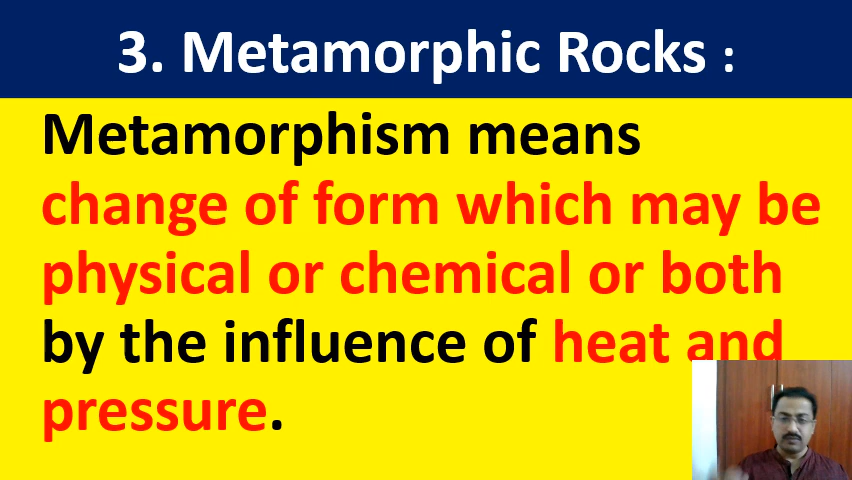 3. Metamorphic Rocks :
Metamorphism means
change of form which may be
physical or chemical or both
by the influence of heat and
pressure.